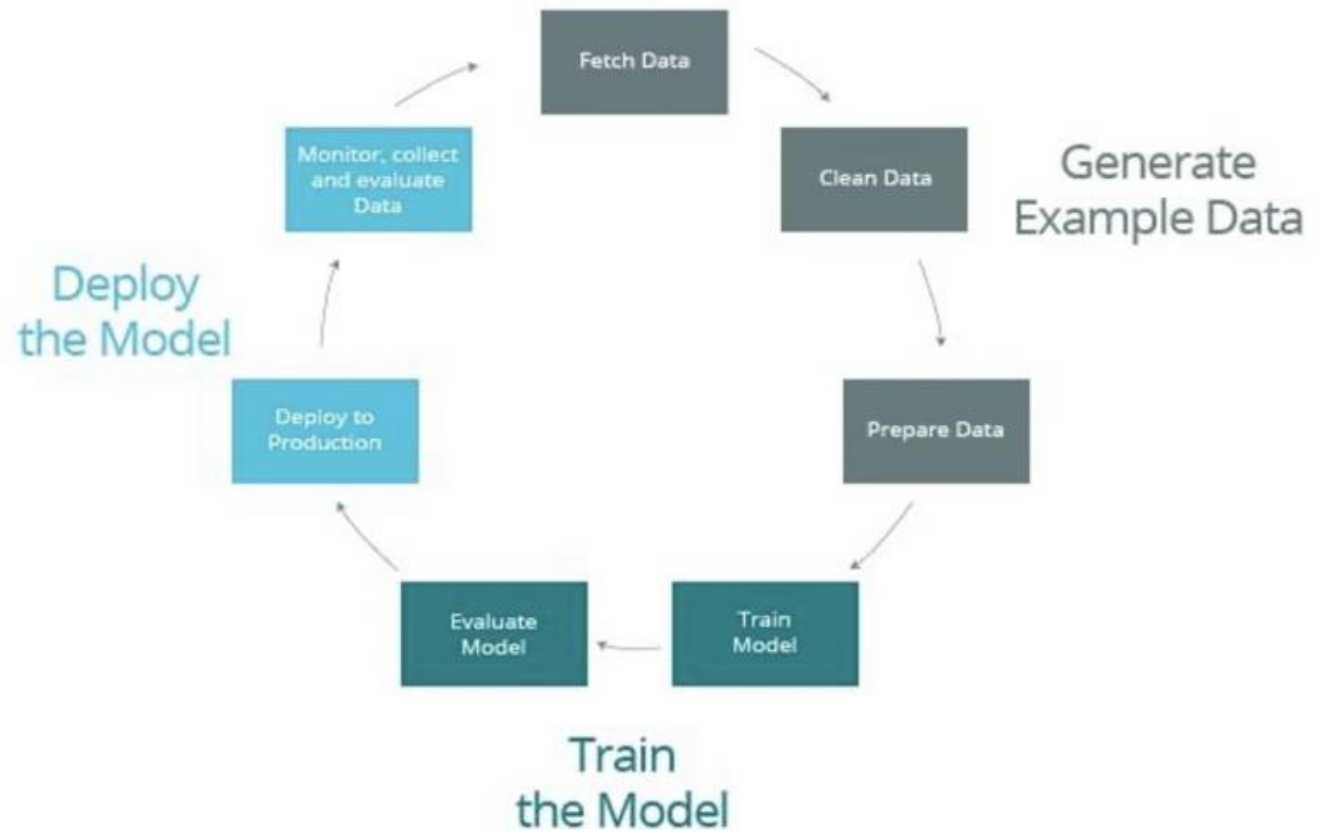 Fetch Data
Clean Data
Generate
Example Data
Prepare Data
Train
Model
Evaluate
Model
Train
the Model
Deploy to
Production
Deploy
the Model
Monitor, collect
and evaluate
Data